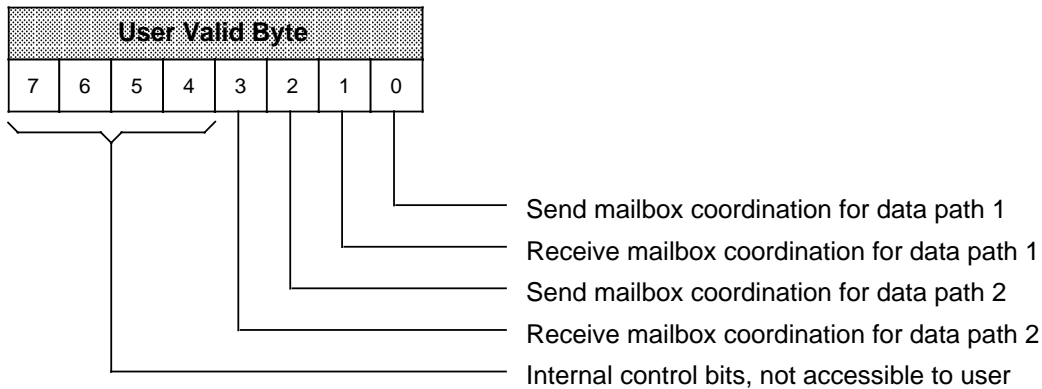 User Valid Byte
7 6 5 4 3 2 1 0
Send mailbox coordination for data path 1
Receive mailbox coordination for data path 1
Send mailbox coordination for data path 2
Receive mailbox coordination for data path 2
Internal control bits, not accessible to user